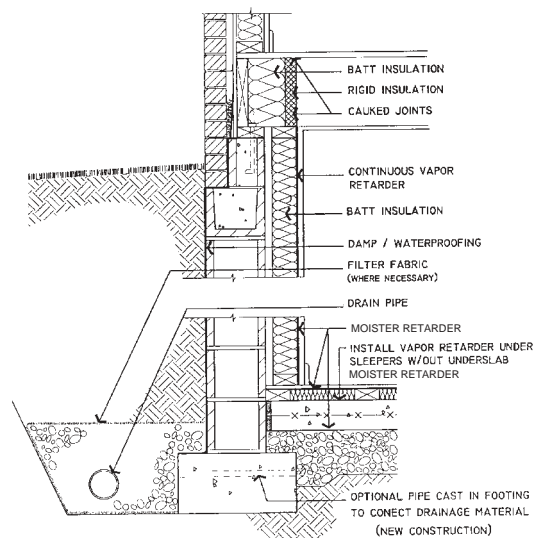 BATT INSULATION
RIGID INSULATION
CAUKED JOINTS
CONTINUOUS VAPOR
RETARDER
BATT INSULATION
DAMP / WATERPROOFING
FILTER FABRIC
(WHERE NECESSARY)
DRAIN PIPE
MOISTER RETARDER
INSTALL VAPOR RETARDER UNDER
SLEEPERS W/OUT UNDERSLAB
MOISTER RETARDER
OPTIONAL PIPE CAST IN FOOTING
TO CONECT DRAINAGE MATERIAL
(NEW CONSTRUCTION)